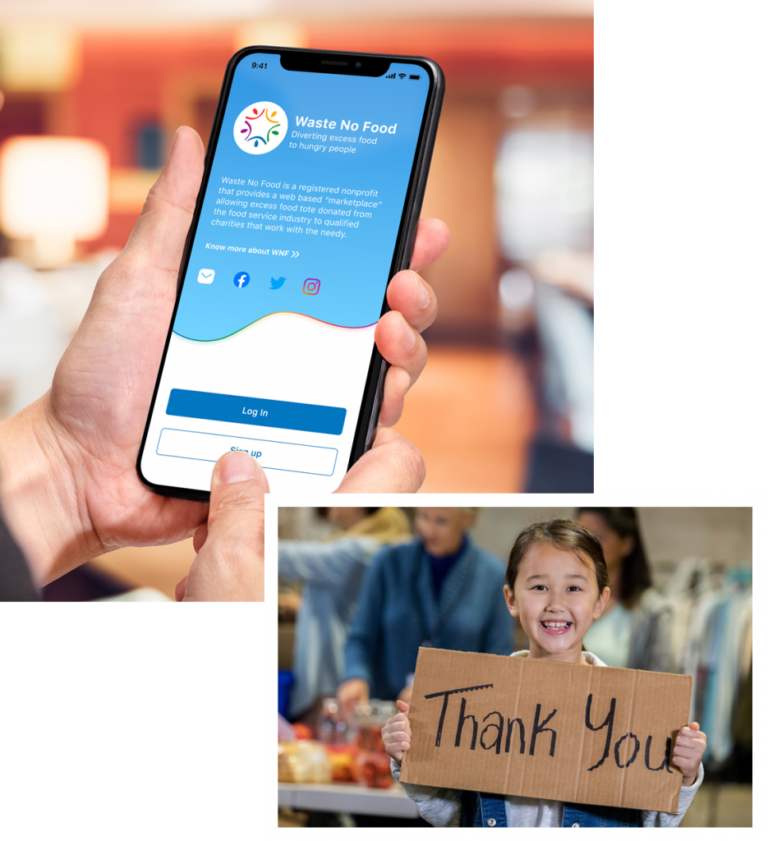 9:41
Waste No Food
Diverting excess food
to hungry people
Waste No Food is a registered nonprofit
that provides a web based "marketplace"
allowing excess food tote donated from
the food service industry to qualified
charities that work with the needy.
Know more about WNF >>
Log In
Sign up
Thank You